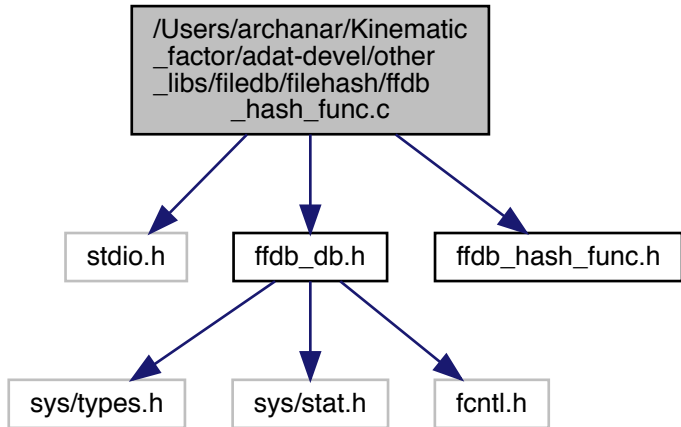 /Users/archanar/Kinematic
_factor/adat-devel/other
_libs/filedb/filehash/ffdb
_hash_func.c
stdio.h
ffdb_db.h
ffdb_hash_func.h
sys/types.h
sys/stat.h
fcntl.h